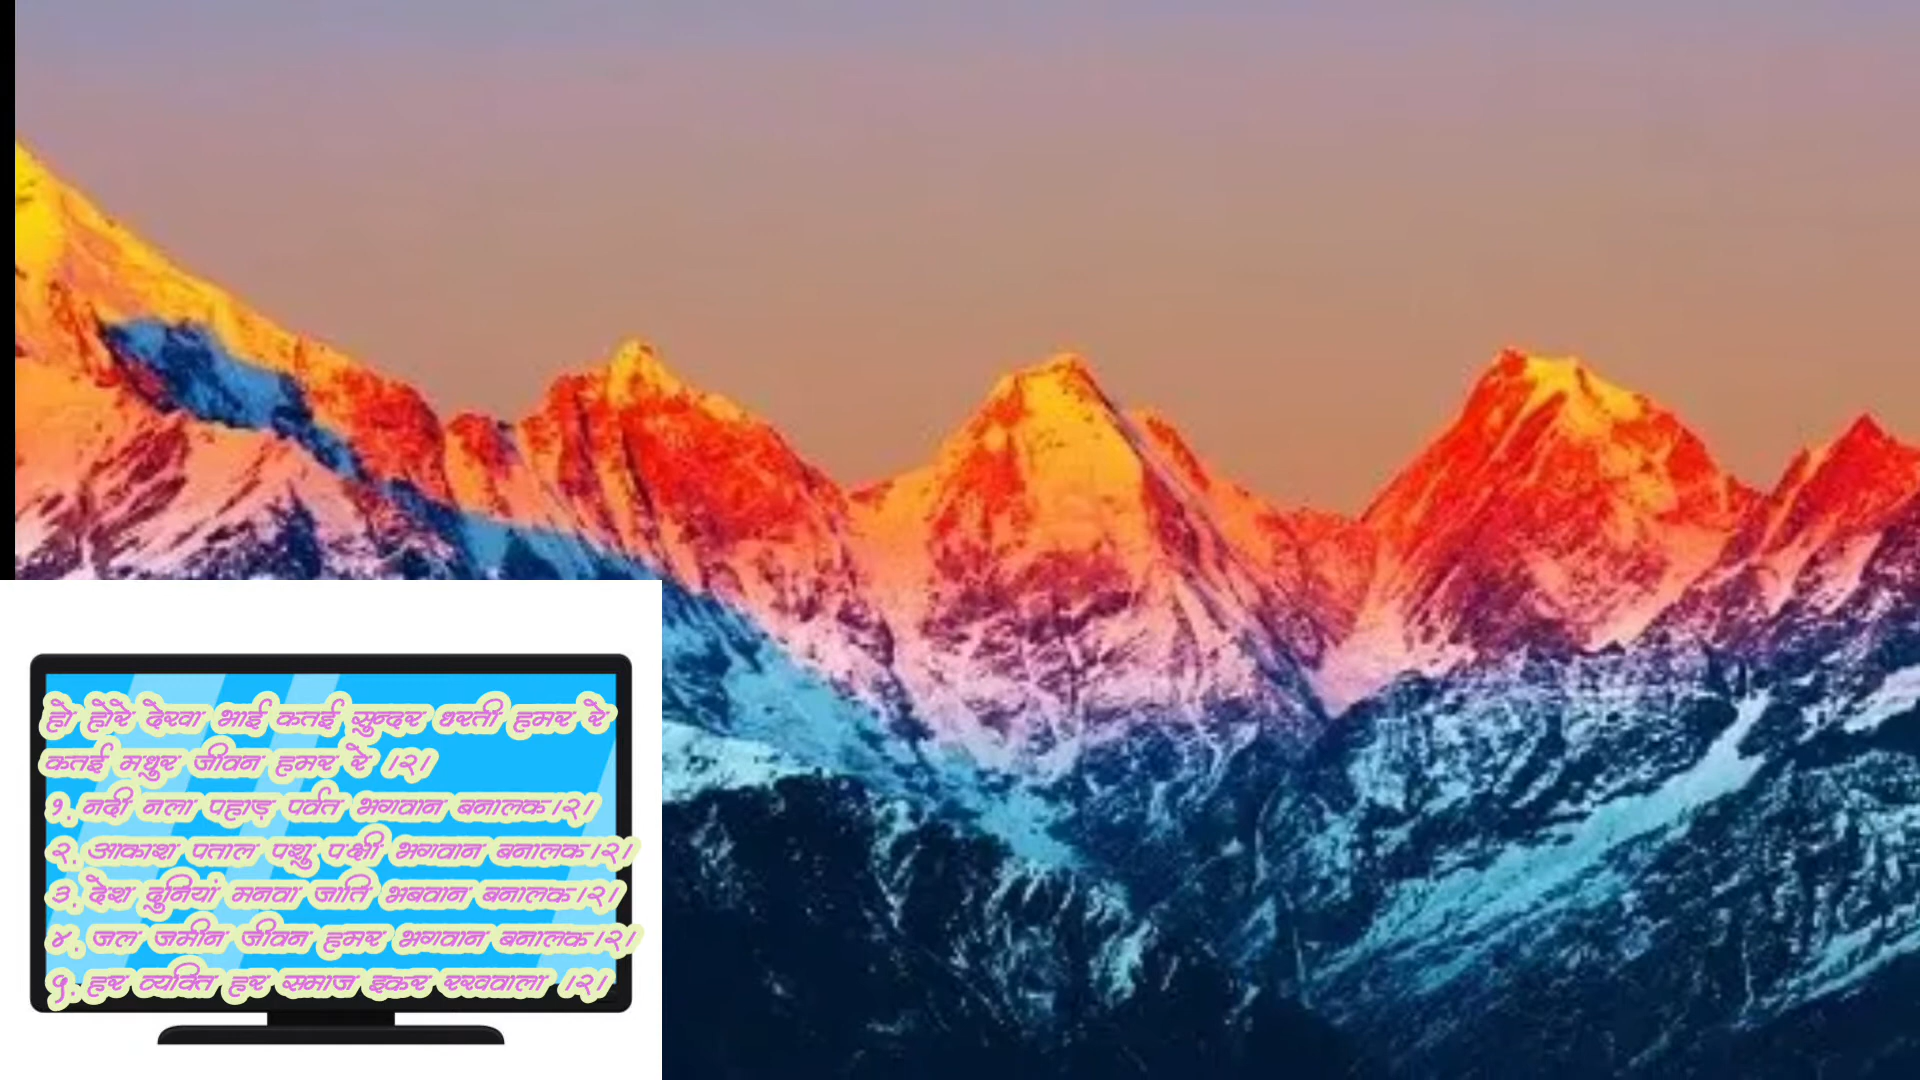 हो होरे देखा भाई कतई सुन्दर धरती हमर रे
कतई मधुर जीवन हमर रे ।२।
१. नदी नला पहाड़ पर्वत भगवान बनालक।२।
२. आकाश पताल पशु पक्षी भगवान बनालक।२।
३. देश दुनियां मनवा जाति भबवान बनालक।२।
४. जल जमीन जीवन हमर भगवान बनालक।२।
५. हर व्यक्ति हर समाज इकर रखवाला ।२।